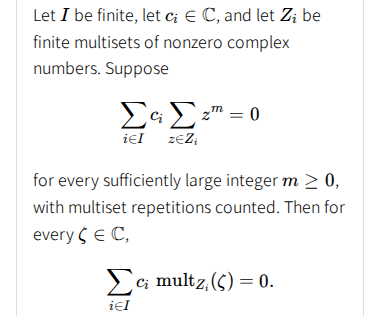 Let I be finite, let c_i ∈ ℂ, and let Z_i be
finite multisets of nonzero complex
numbers. Suppose
∑_{i∈I} c_i ∑_{z∈Z_i} z^m = 0
for every sufficiently large integer m ≥ 0,
with multiset repetitions counted. Then for
every ζ ∈ ℂ,
∑_{i∈I} c_i mult_{Z_i}(ζ) = 0.